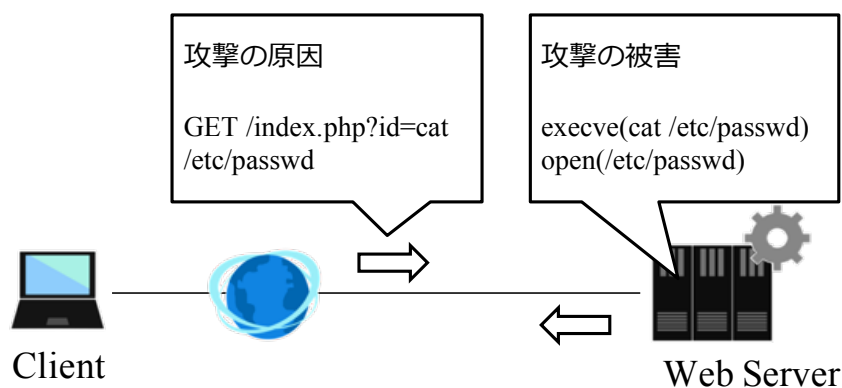 攻撃の原因
GET /index.php?id=cat
/etc/passwd
攻撃の被害
execve(cat /etc/passwd)
open(/etc/passwd)
Client
Web Server